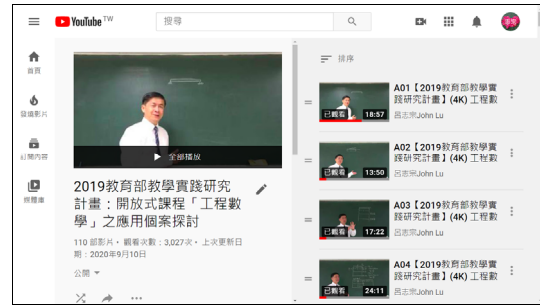 YouTube TW
搜尋
首頁
發燒影片
訂閱內容
媒體庫
全部播放
2019教育部教學實踐研究
計畫：開放式課程「工程數
學」之應用個案探討
110 部影片・觀看次數：3,027次・上次更新日
期：2020年9月10日
公開
排序
A01【2019教育部教學實
踐研究計畫】(4K) 工程數
呂志宗John Lu
已觀看 18:57
A02【2019教育部教學實
踐研究計畫】(4K) 工程數
呂志宗John Lu
已觀看 13:50
A03【2019教育部教學實
踐研究計畫】(4K) 工程數
呂志宗John Lu
已觀看 17:22
A04【2019教育部教學實
踐研究計畫】(4K) 工程數
呂志宗John Lu
已觀看 24:11